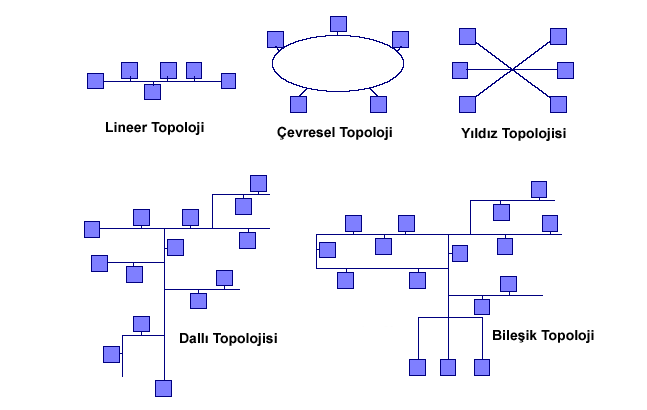 Lineer Topoloji
Çevresel Topoloji
Yıldız Topolojisi
Dallı Topolojisi
Bileşik Topoloji